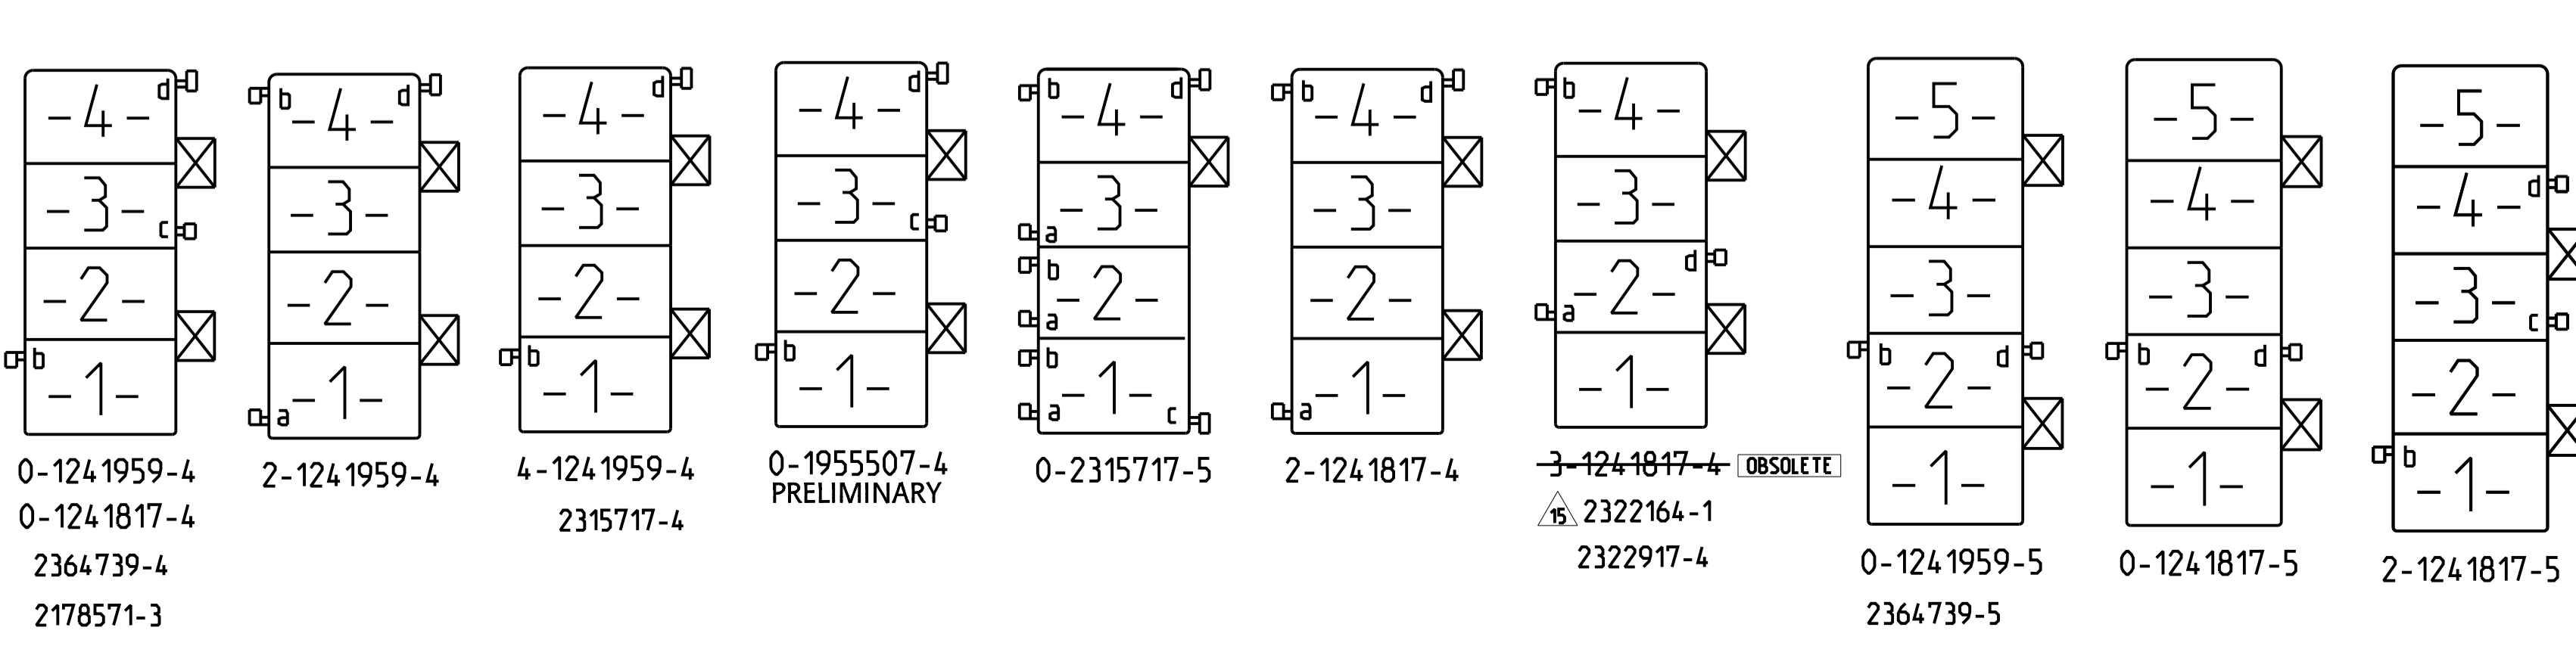 -4- d
-3- c
-2-
b -1-
0-1241959-4
0-1241817-4
2364739-4
2178571-3
b -4- d
-3-
-2-
a -1-
2-1241959-4
-4- d
-3-
-2-
b -1-
4-1241959-4
2315717-4
-4- d
-3- c
-2-
b -1-
0-1955507-4
PRELIMINARY
b -4- d
a -3-
b a -2-
b a -1- c
0-2315717-5
b -4- d
-3-
-2-
a -1-
2-1241817-4
b -4-
-3-
a -2- d
-1-
3-1241817-4 OBSOLETE
15 2322164-1
2322917-4
-5-
-4-
-3-
b -2- d
-1-
0-1241959-5
2364739-5
-5-
-4-
-3-
b -2- d
-1-
0-1241817-5
-5-
-4- d
-3- c
-2-
b -1-
2-1241817-5